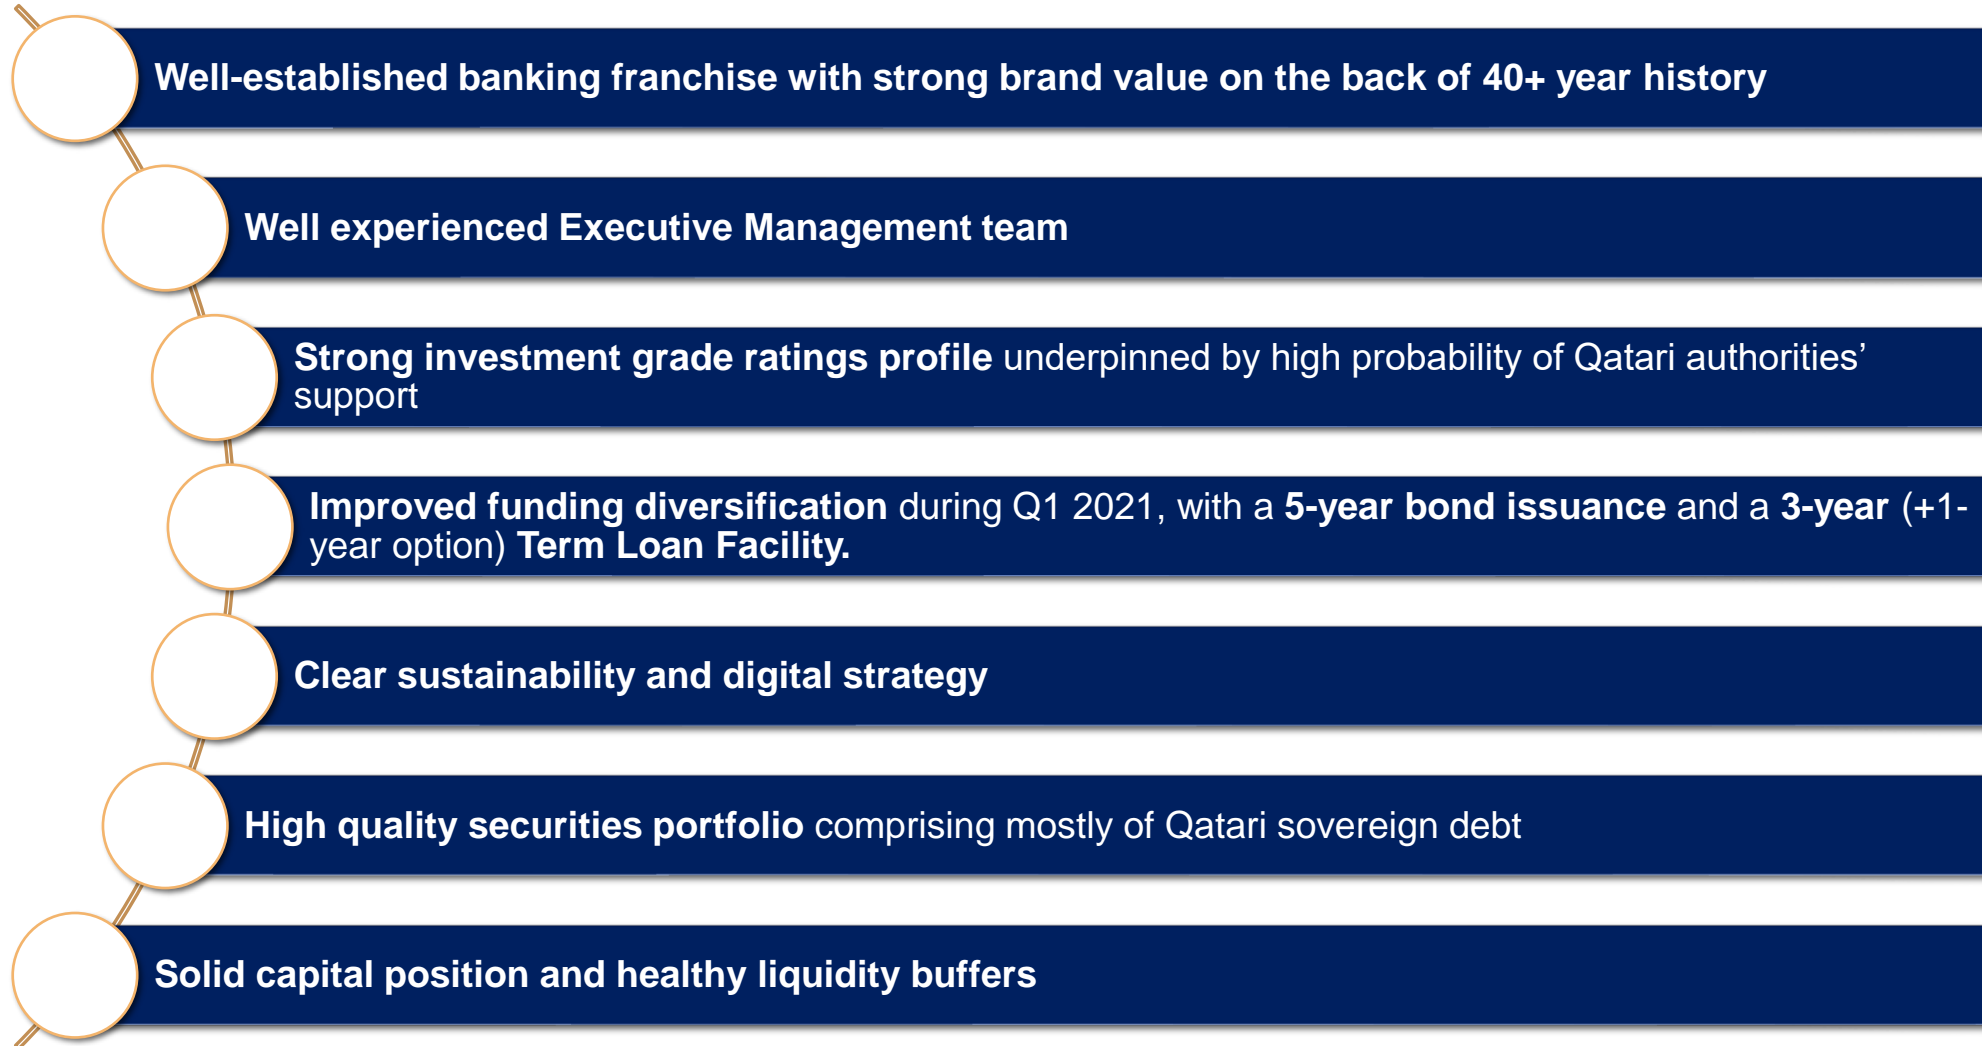 Well-established banking franchise with strong brand value on the back of 40+ year history
Well experienced Executive Management team
Strong investment grade ratings profile underpinned by high probability of Qatari authorities’
support
Improved funding diversification during Q1 2021, with a 5-year bond issuance and a 3-year (+1-
year option) Term Loan Facility.
Clear sustainability and digital strategy
High quality securities portfolio comprising mostly of Qatari sovereign debt
Solid capital position and healthy liquidity buffers